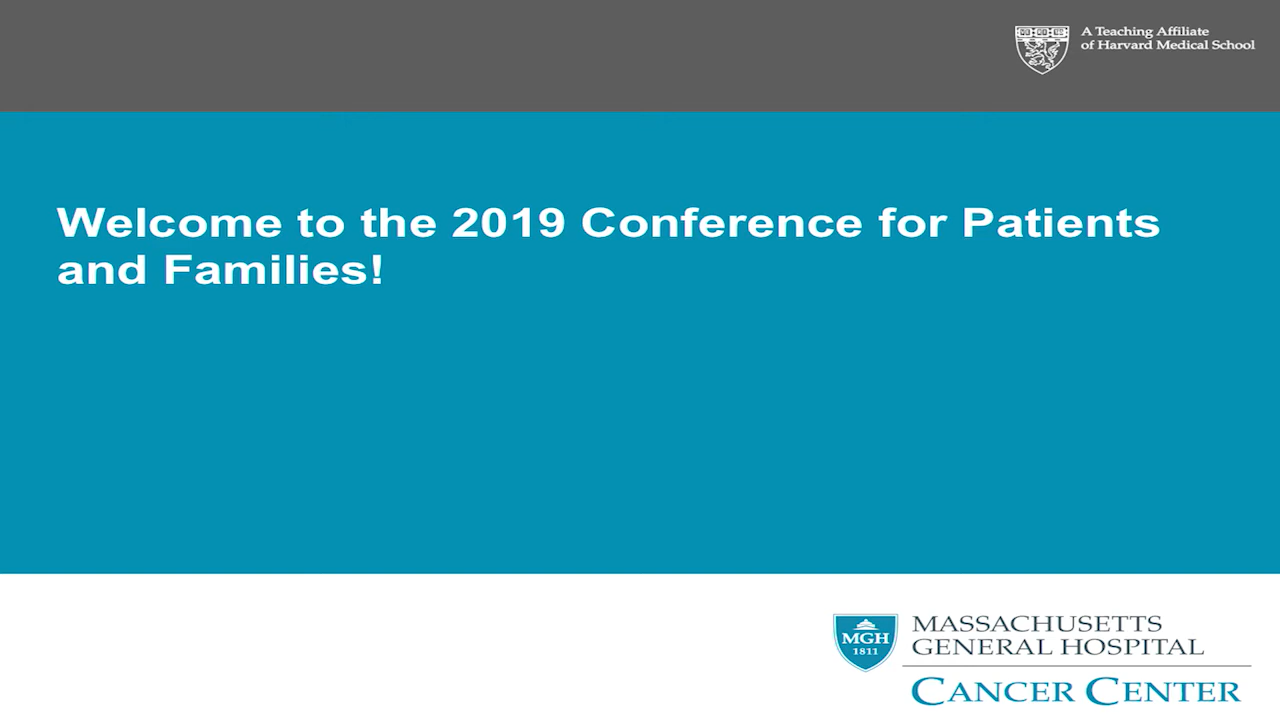 A Teaching Affiliate
of Harvard Medical School
Welcome to the 2019 Conference for Patients
and Families!
MGH
1811
MASSACHUSETTS
GENERAL HOSPITAL
CANCER CENTER